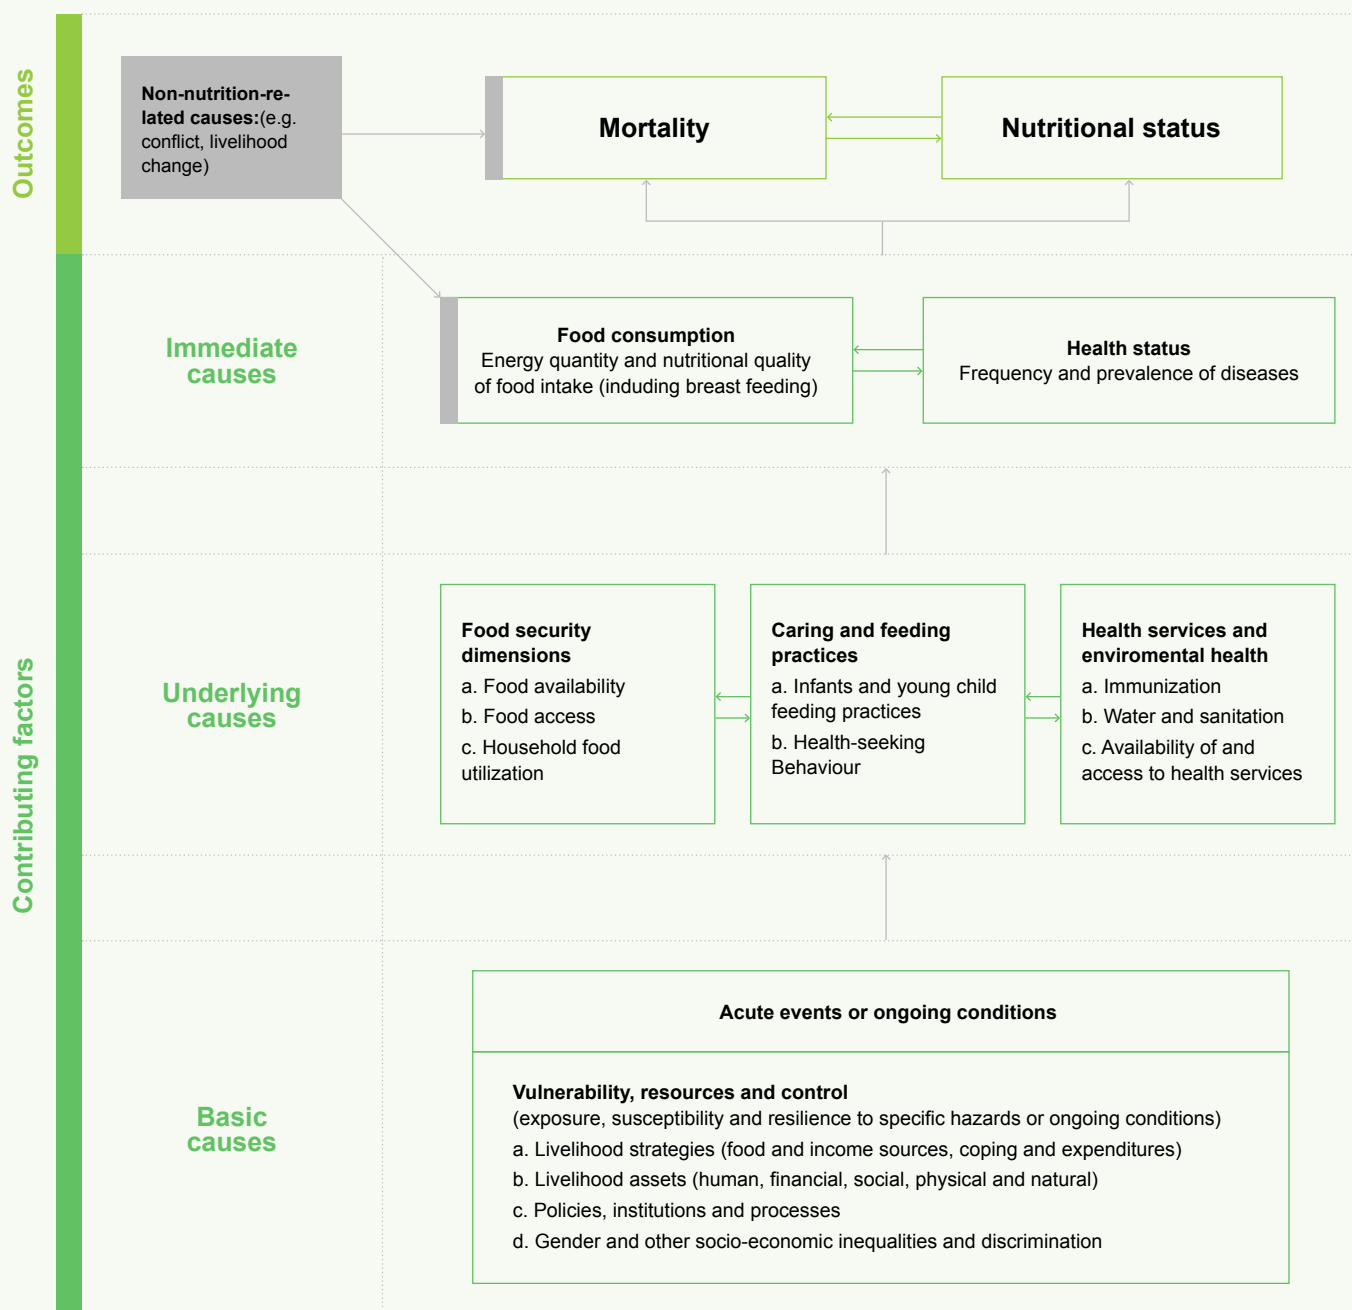 Outcomes
Non-nutrition-re-
lated causes:(e.g.
conflict, livelihood
change)
Mortality
Nutritional status
Contributing factors
Immediate
causes
Food consumption
Energy quantity and nutritional quality
of food intake (induding breast feeding)
Health status
Frequency and prevalence of diseases
Underlying
causes
Food security
dimensions
a. Food availability
b. Food access
c. Household food
utilization
Caring and feeding
practices
a. Infants and young child
feeding practices
b. Health-seeking
Behaviour
Health services and
enviromental health
a. Immunization
b. Water and sanitation
c. Availability of and
access to health services
Basic
causes
Acute events or ongoing conditions
Vulnerability, resources and control
(exposure, susceptibility and resilience to specific hazards or ongoing conditions)
a. Livelihood strategies (food and income sources, coping and expenditures)
b. Livelihood assets (human, financial, social, physical and natural)
c. Policies, institutions and processes
d. Gender and other socio-economic inequalities and discrimination